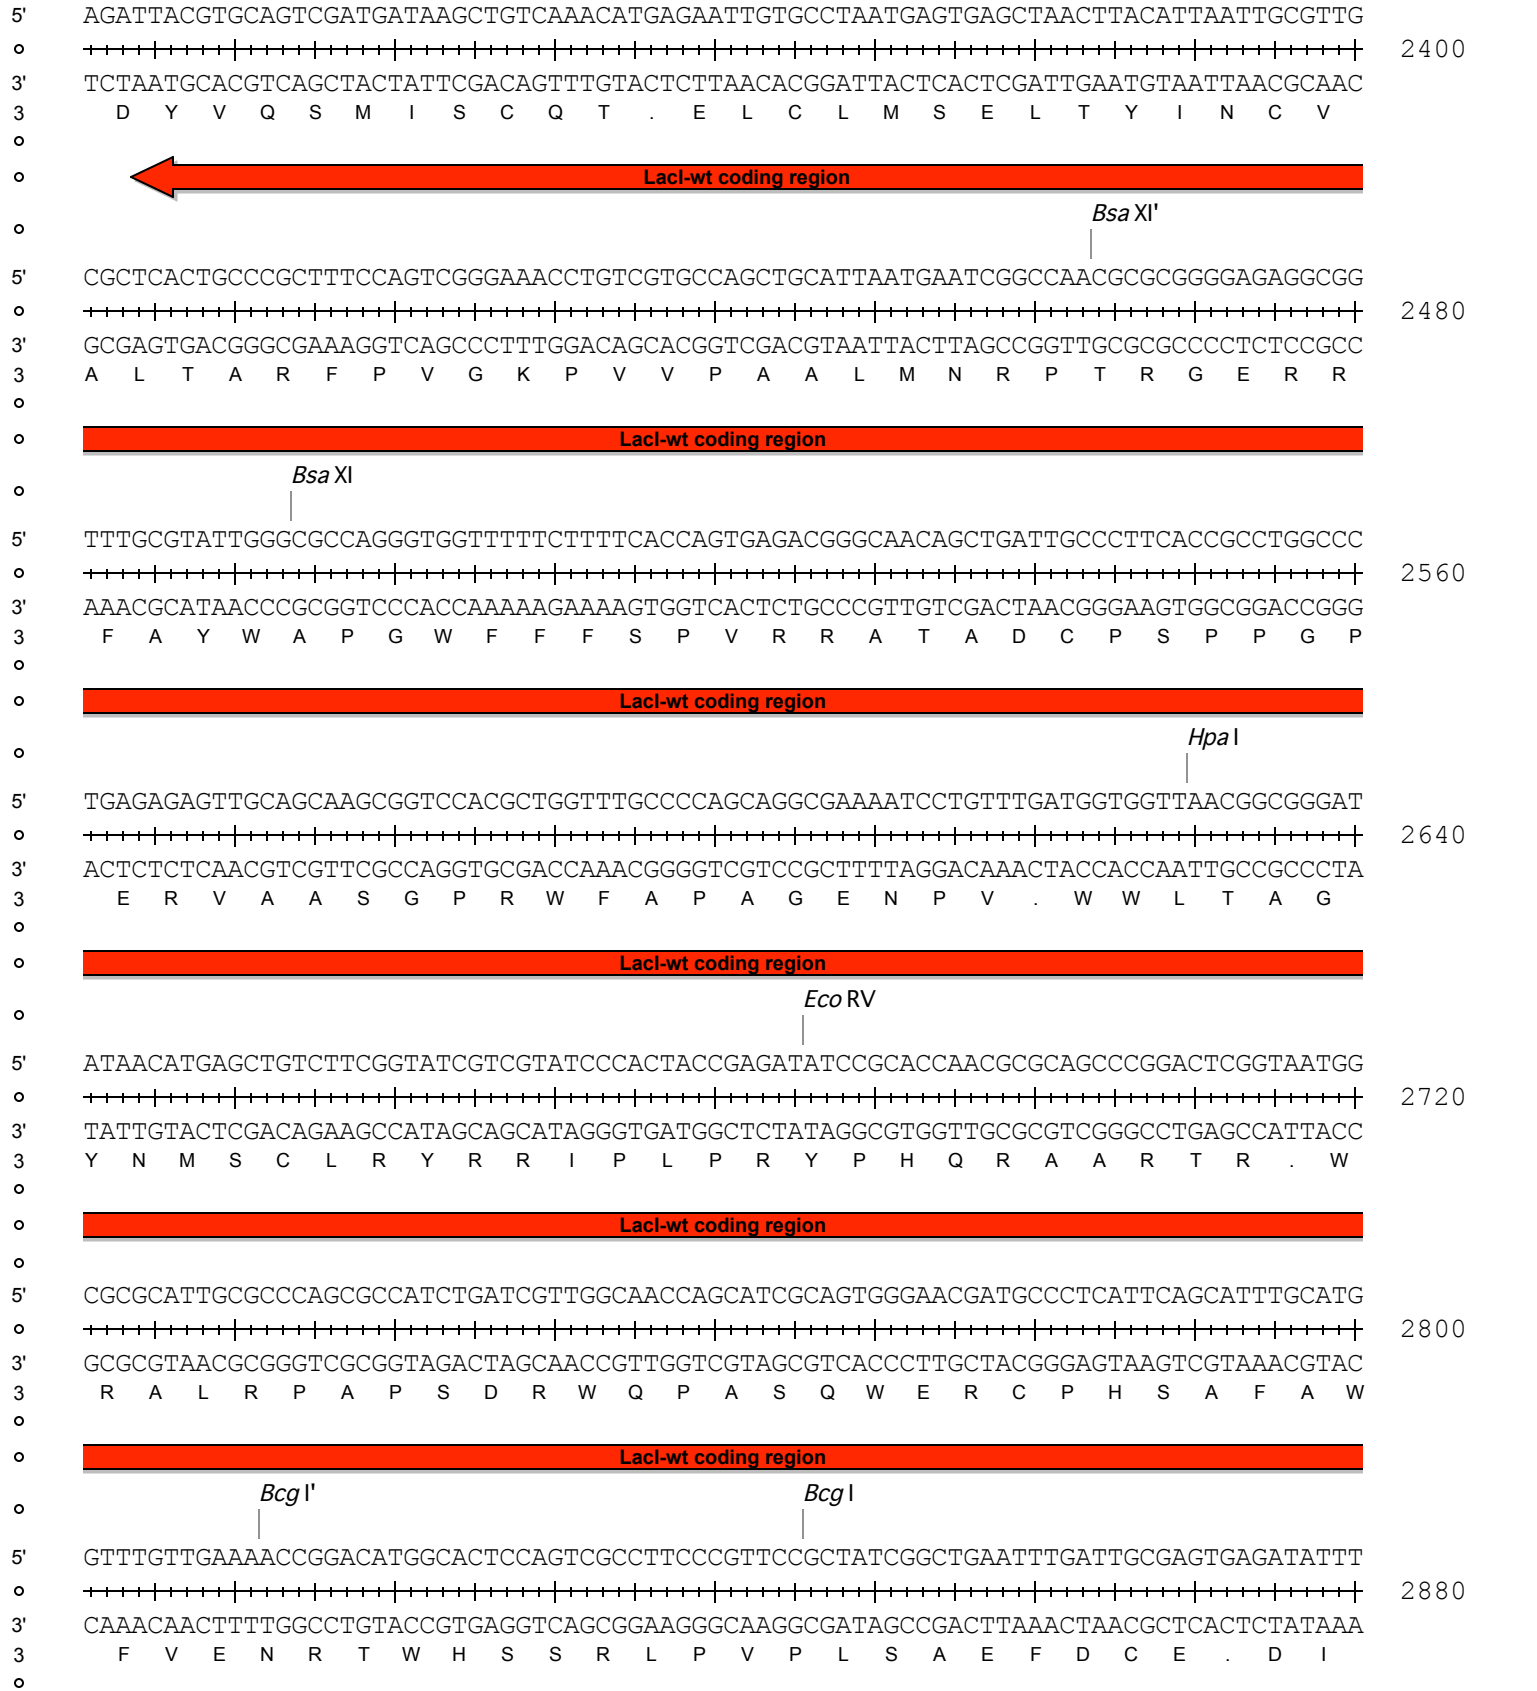 5' AGATTACGTGCAGTCGATGATAAGCTGTCAAACATGAGAATTGTGCCTAATGAGTGAGCTAACTTACATTAATTGCGTTG
2400
3' TCTAATGCACGTCAGCTACTATTCGACAGTTTGTACTCTTAACACGGATTACTCACTCGATTGAATGTAATTAACGCAAC
3 D Y V Q S M I S C Q T . E L C L M S E L T Y I N C V
LacI-wt coding region
Bsa XI'
5' CGCTCACTGCCCGCTTTCCAGTCGGGAAACCTGTCGTGCCAGCTGCATTAATGAATCGGCCAACGCGCGGGGAGAGGCGG
2480
3' GCGAGTGACGGGCGAAAGGTCAGCCCTTTGGACAGCACGGTCGACGTAATTACTTAGCCGGTTGCGCGCCCCTCTCCGCC
3 A L T A R F P V G K P V V P A A L M N R P T R G E R R
LacI-wt coding region
Bsa XI
5' TTTGCGTATTGGGCGCCAGGGTGGTTTTTCTTTTCACCAGTGAGACGGGCAACAGCTGATTGCCCTTCACCGCCTGGCCC
2560
3' AAACGCATAACCCGCGGTCCCACCAAAAAGAAAAGTGGTCACTCTGCCCGTTGTCGACTAACGGGAAGTGGCGGACCGGG
3 F A Y W A P G W F F F S P V R R A T A D C P S P P G P
LacI-wt coding region
Hpa I
5' TGAGAGAGTTGCAGCAAGCGGTCCACGCTGGTTTGCCCCAGCAGGCGAAAATCCTGTTTGATGGTGGTTAACGGCGGGAT
2640
3' ACTCTCTCAACGTCGTTCGCCAGGTGCGACCAAACGGGGTCGTCCGCTTTTAGGACAAACTACCACCAATTGCCGCCCTA
3 E R V A A S G P R W F A P A G E N P V . W W L T A G
LacI-wt coding region
Eco RV
5' ATAACATGAGCTGTCTTCGGTATCGTCGTATCCCACTACCGAGATATCCGCACCAACGCGCAGCCCGGACTCGGTAATGG
2720
3' TATTGTACTCGACAGAAGCCATAGCAGCATAGGGTGATGGCTCTATAGGCGTGGTTGCGCGTCGGGCCTGAGCCATTACC
3 Y N M S C L R Y R R I P L P R Y P H Q R A A R T R . W
LacI-wt coding region
5' CGCGCATTGCGCCCAGCGCCATCTGATCGTTGGCAACCAGCATCGCAGTGGGAACGATGCCCTCATTCAGCATTTGCATG
2800
3' GCGCGTAACGCGGGTCGCGGTAGACTAGCAACCGTTGGTCGTAGCGTCACCCTTGCTACGGGAGTAAGTCGTAAACGTAC
3 R A L R P A P S D R W Q P A S Q W E R C P H S A F A W
LacI-wt coding region
Bcg I'
Bcg I
5' GTTTGTTGAAAACCGGACATGGCACTCCAGTCGCCTTCCCGTTCCGCTATCGGCTGAATTTGATTGCGAGTGAGATATTT
2880
3' CAAACAACTTTTGGCCTGTACCGTGAGGTCAGCGGAAGGGCAAGGCGATAGCCGACTTAAACTAACGCTCACTCTATAAA
3 F V E N R T W H S S R L P V P L S A E F D C E . D I